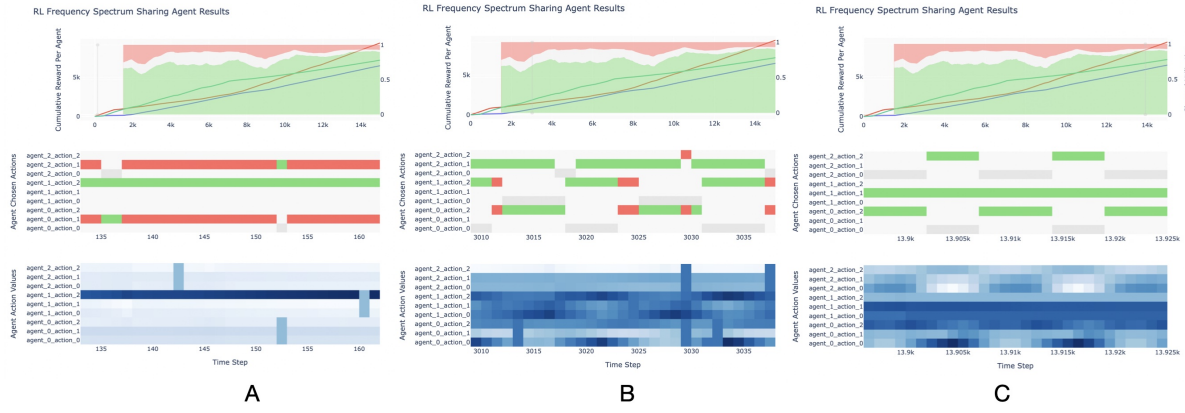 RL Frequency Spectrum Sharing Agent Results
Cumulative Reward Per Agent
5k
0
1
0.5
0
0 2k 4k 6k 8k 10k 12k 14k
Agent Chosen Actions
agent_2_action_2
agent_2_action_1
agent_2_action_0
agent_1_action_2
agent_1_action_1
agent_1_action_0
agent_0_action_2
agent_0_action_1
agent_0_action_0
135 140 145 150 155 160
Agent Action Values
agent_2_action_2
agent_2_action_1
agent_2_action_0
agent_1_action_2
agent_1_action_1
agent_1_action_0
agent_0_action_2
agent_0_action_1
agent_0_action_0
135 140 145 150 155 160
Time Step
A
RL Frequency Spectrum Sharing Agent Results
Cumulative Reward Per Agent
5k
0
1
0.5
0
0 2k 4k 6k 8k 10k 12k 14k
Agent Chosen Actions
agent_2_action_2
agent_2_action_1
agent_2_action_0
agent_1_action_2
agent_1_action_1
agent_1_action_0
agent_0_action_2
agent_0_action_1
agent_0_action_0
3010 3015 3020 3025 3030 3035
Agent Action Values
agent_2_action_2
agent_2_action_1
agent_2_action_0
agent_1_action_2
agent_1_action_1
agent_1_action_0
agent_0_action_2
agent_0_action_1
agent_0_action_0
3010 3015 3020 3025 3030 3035
Time Step
B
RL Frequency Spectrum Sharing Agent Results
Cumulative Reward Per Agent
5k
0
1
0.5
0
0 2k 4k 6k 8k 10k 12k 14k
Agent Chosen Actions
agent_2_action_2
agent_2_action_1
agent_2_action_0
agent_1_action_2
agent_1_action_1
agent_1_action_0
agent_0_action_2
agent_0_action_1
agent_0_action_0
13.9k 13.905k 13.91k 13.915k 13.92k 13.925k
Agent Action Values
agent_2_action_2
agent_2_action_1
agent_2_action_0
agent_1_action_2
agent_1_action_1
agent_1_action_0
agent_0_action_2
agent_0_action_1
agent_0_action_0
13.9k 13.905k 13.91k 13.915k 13.92k 13.925k
Time Step
C